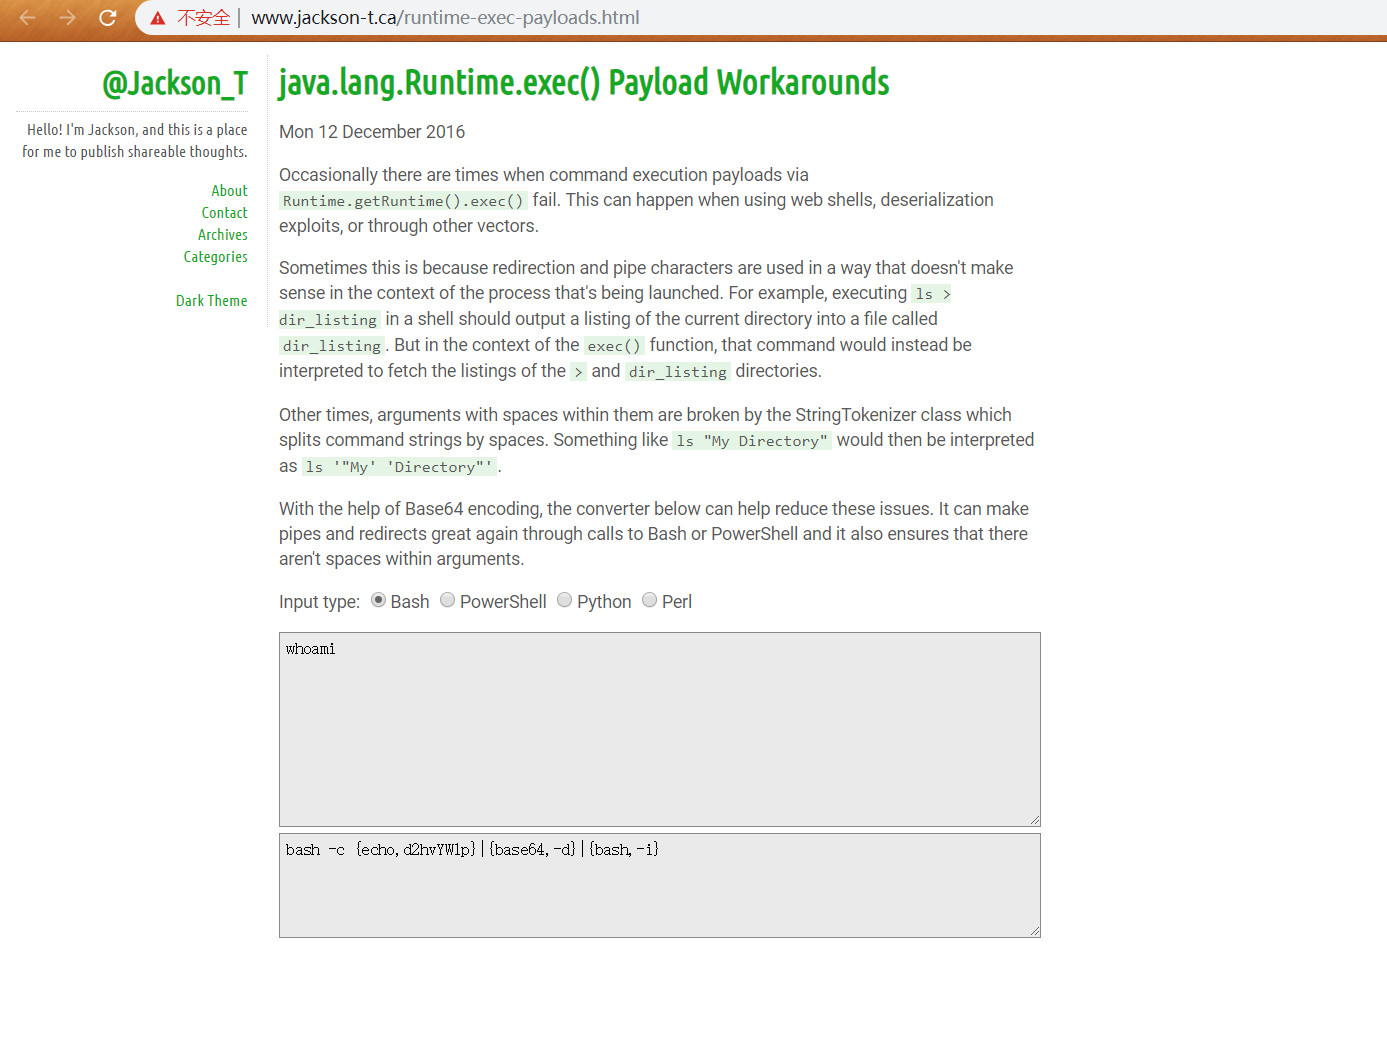 不安全 | www.jackson-t.ca/runtime-exec-payloads.html
@Jackson_T
Hello! I'm Jackson, and this is a place
for me to publish shareable thoughts.
About
Contact
Archives
Categories
Dark Theme
java.lang.Runtime.exec() Payload Workarounds
Mon 12 December 2016
Occasionally there are times when command execution payloads via
Runtime.getRuntime().exec() fail. This can happen when using web shells, deserialization
exploits, or through other vectors.
Sometimes this is because redirection and pipe characters are used in a way that doesn't make
sense in the context of the process that's being launched. For example, executing ls >
dir_listing in a shell should output a listing of the current directory into a file called
dir_listing. But in the context of the exec() function, that command would instead be
interpreted to fetch the listings of the > and dir_listing directories.
Other times, arguments with spaces within them are broken by the StringTokenizer class which
splits command strings by spaces. Something like ls "My Directory" would then be interpreted
as ls '"My' 'Directory"'.
With the help of Base64 encoding, the converter below can help reduce these issues. It can make
pipes and redirects great again through calls to Bash or PowerShell and it also ensures that there
aren't spaces within arguments.
Input type: Bash PowerShell Python Perl
whoami
bash -c {echo,d2hvYW1p}|{base64,-d}|{bash,-i}